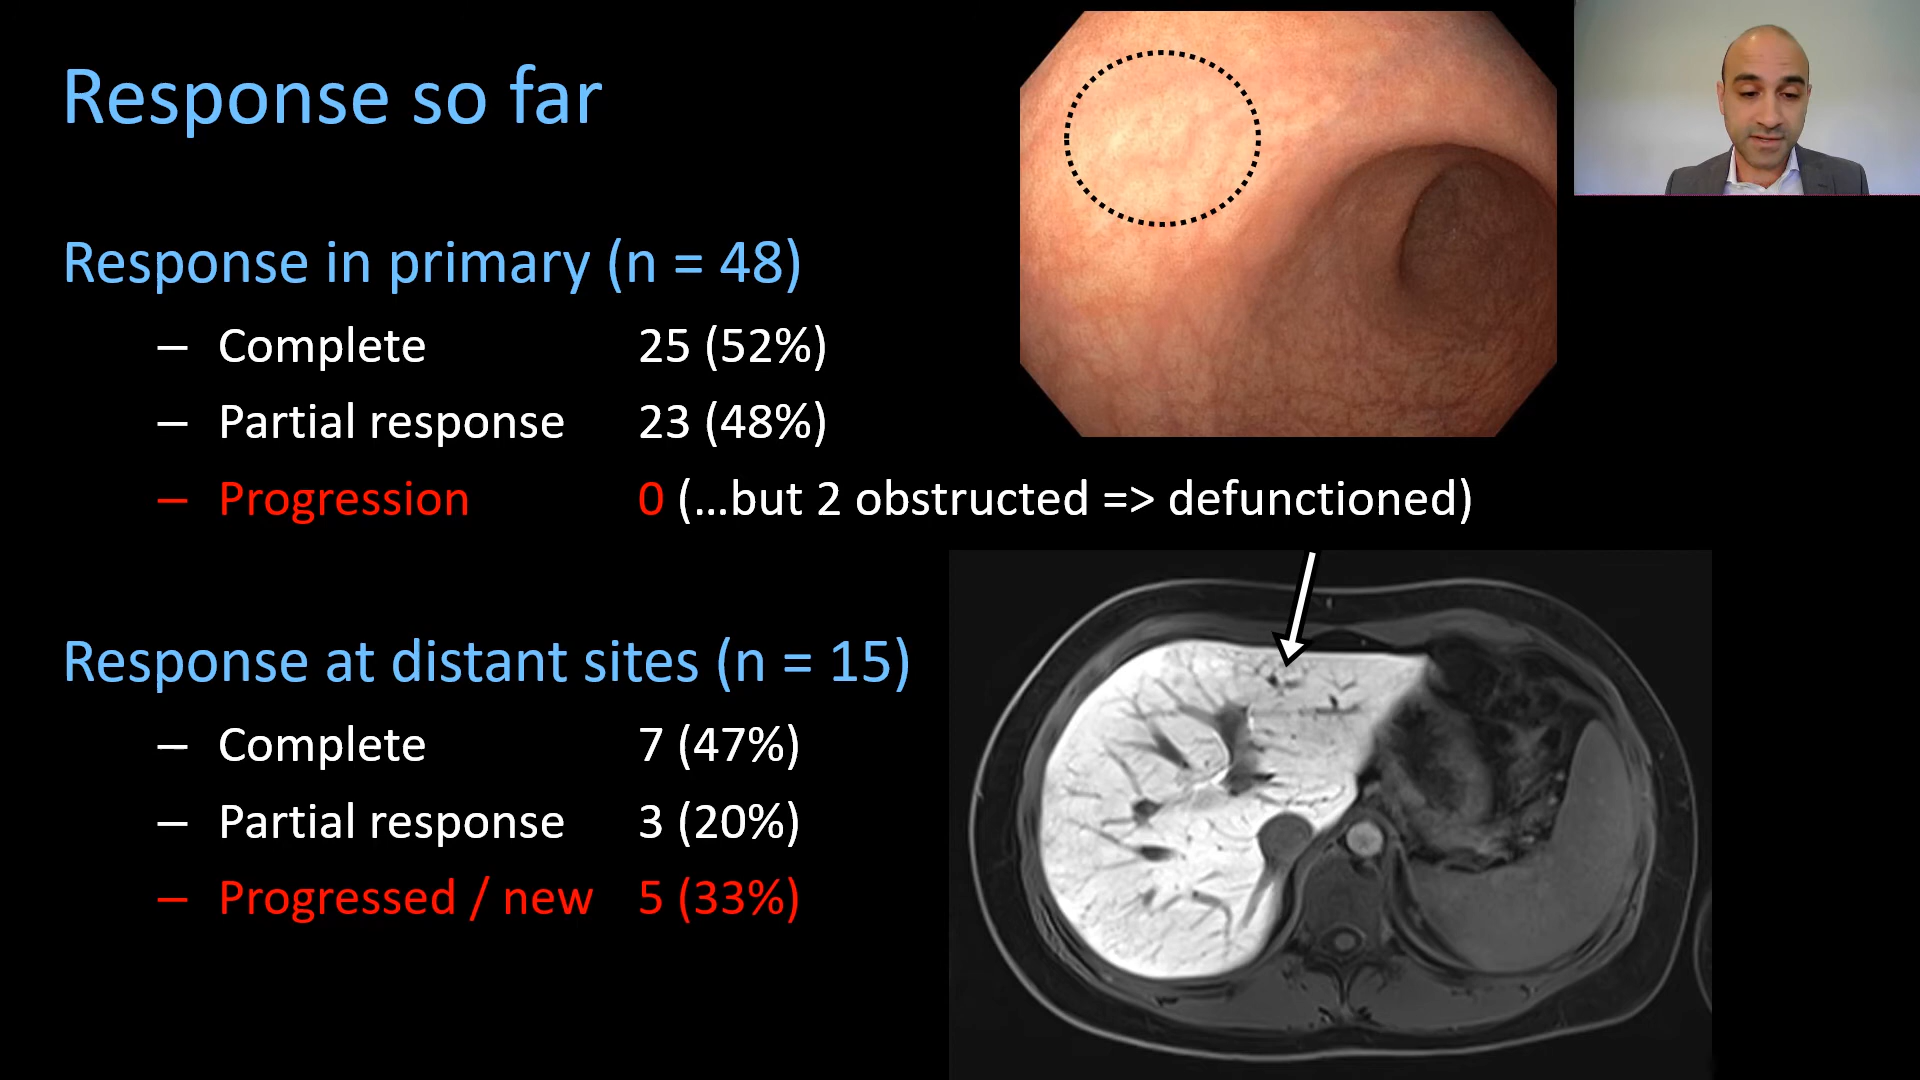 Response so far
Response in primary (n = 48)
– Complete 25 (52%)
– Partial response 23 (48%)
– Progression 0 (...but 2 obstructed => defunctioned)
Response at distant sites (n = 15)
– Complete 7 (47%)
– Partial response 3 (20%)
– Progressed / new 5 (33%)